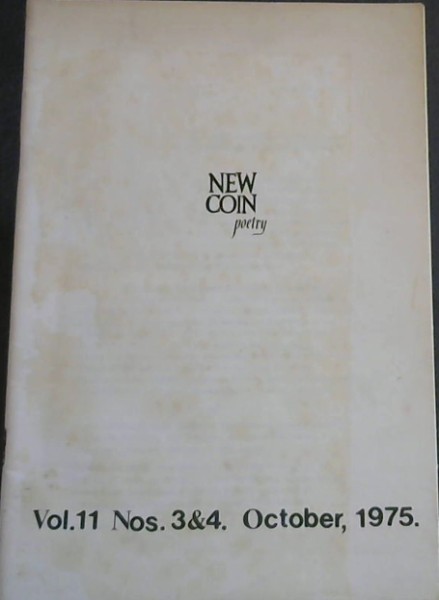 NEW
COIN
poetry
Vol.11 Nos. 3&4. October, 1975.